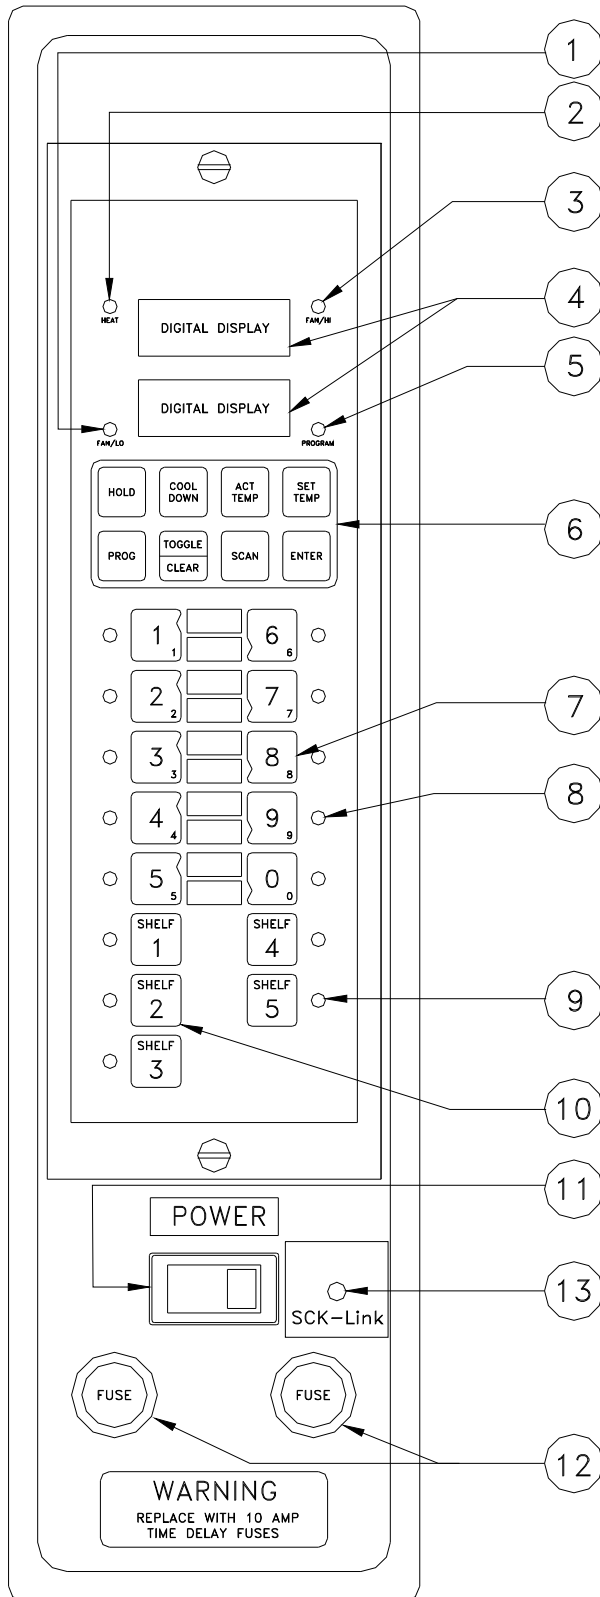 1
2
3
HEAT
FAN/HI
DIGITAL DISPLAY
4
DIGITAL DISPLAY
5
FAN/LO
PROGRAM
HOLD
COOL
DOWN
ACT
TEMP
SET
TEMP
6
PROG
TOGGLE
CLEAR
SCAN
ENTER
1 1
6 6
2 2
7 7
7
3 3
8 8
8
4 4
9 9
5 5
0 0
SHELF
1
SHELF
4
SHELF
2
SHELF
5
9
SHELF
3
10
11
POWER
13
SCK-Link
FUSE
FUSE
12
WARNING
REPLACE WITH 10 AMP
TIME DELAY FUSES